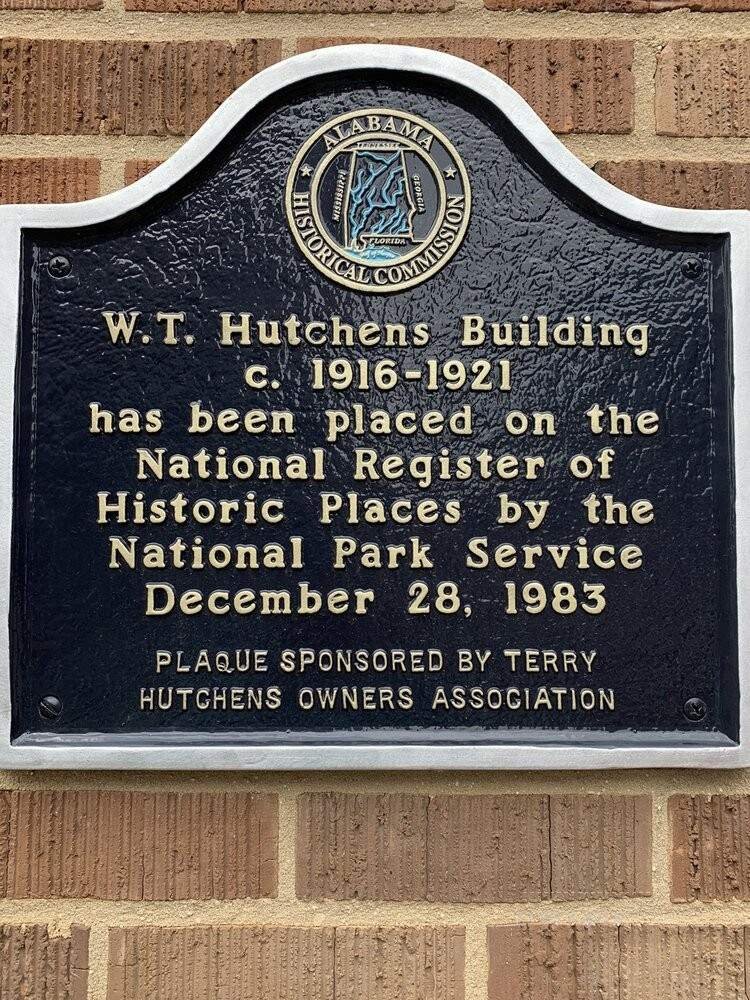 ALABAMA
HISTORICAL COMMISSION
TENNESSEE
MISSISSIPPI
GEORGIA
FLORIDA
W.T. Hutchens Building
c. 1916-1921
has been placed on the
National Register of
Historic Places by the
National Park Service
December 28, 1983
PLAQUE SPONSORED BY TERRY
HUTCHENS OWNERS ASSOCIATION